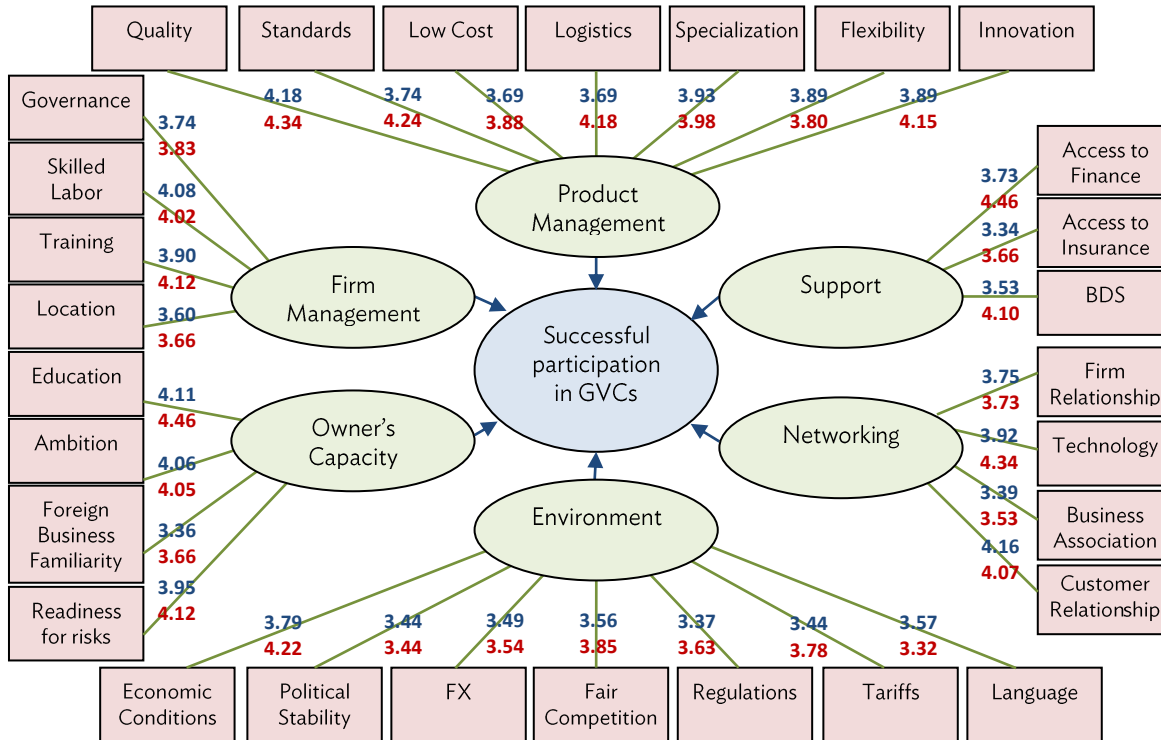 Quality
Standards
Low Cost
Logistics
Specialization
Flexibility
Innovation
4.18
3.74
3.69
3.69
3.93
3.89
3.89
4.34
4.24
3.88
4.18
3.98
3.80
4.15
Product
Management
Governance
Skilled
Labor
Training
Location
3.74
3.83
4.08
4.02
3.90
4.12
3.60
3.66
Firm
Management
Access to
Finance
Access to
Insurance
BDS
3.73
4.46
3.34
3.66
3.53
4.10
Support
Successful
participation
in GVCs
Education
Ambition
Foreign
Business
Familiarity
Readiness
for risks
4.11
4.46
4.06
4.05
3.36
3.66
3.95
4.12
Owner's
Capacity
Networking
3.75
3.73
3.92
4.34
3.39
3.53
4.16
4.07
Firm
Relationship
Technology
Business
Association
Customer
Relationship
Environment
3.79
3.44
3.49
3.56
3.37
3.44
3.57
4.22
3.44
3.54
3.85
3.63
3.78
3.32
Economic
Conditions
Political
Stability
FX
Fair
Competition
Regulations
Tariffs
Language